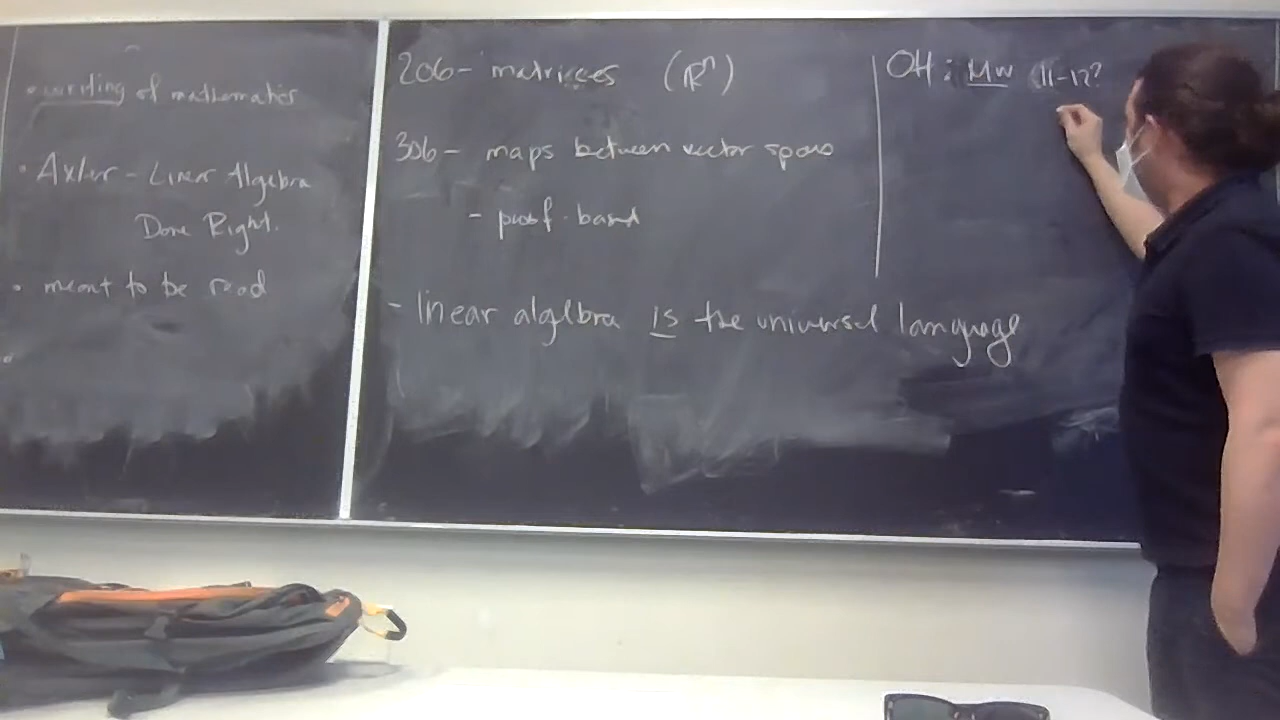 • writing of mathematics
• Axler - Linear Algebra
Done Right.
• meant to be read
206 - matrices (ℝⁿ)
306 - maps between vector spaces
- proof-based
- linear algebra is the universal language
OH: MW 11-12?